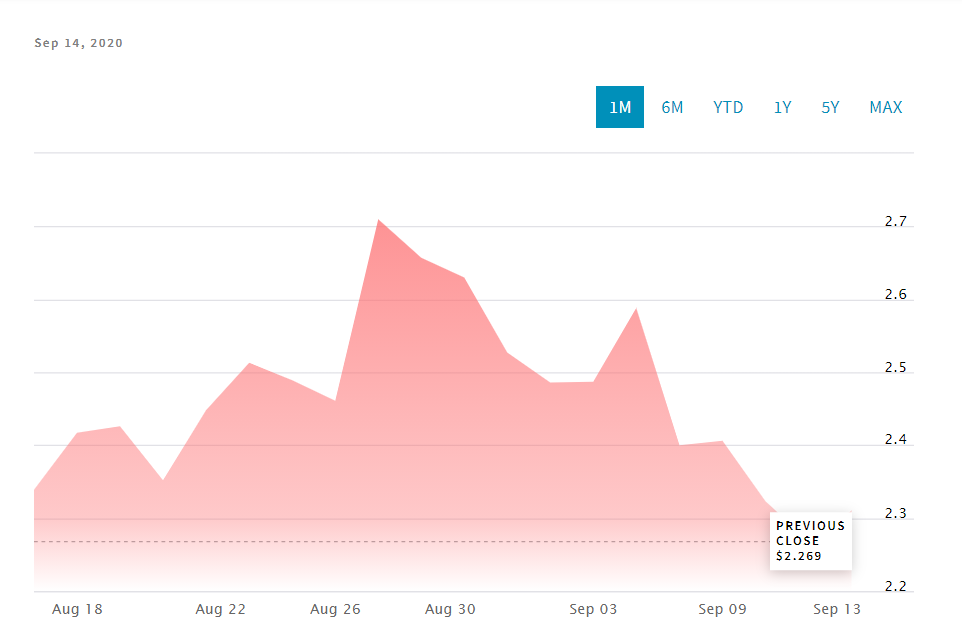 Sep 14, 2020
1M 6M YTD 1Y 5Y MAX
2.7
2.6
2.5
2.4
2.3
PREVIOUS
CLOSE
$2.269
2.2
Aug 18 Aug 22 Aug 26 Aug 30 Sep 03 Sep 09 Sep 13